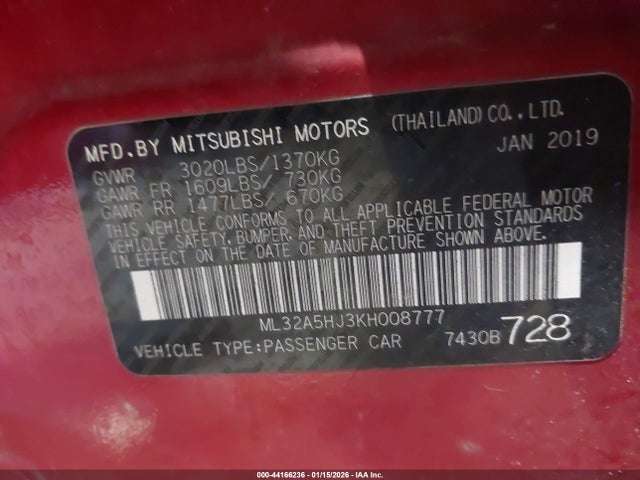 MFD.BY MITSUBISHI MOTORS (THAILAND) CO., LTD.
GVWR 3020LBS/1370KG JAN 2019
GAWR FR 1609LBS/ 730KG
GAWR RR 1477LBS/ 670KG
THIS VEHICLE CONFORMS TO ALL APPLICABLE FEDERAL MOTOR
VEHICLE SAFETY, BUMPER, AND THEFT PREVENTION STANDARDS
IN EFFECT ON THE DATE OF MANUFACTURE SHOWN ABOVE.
ML32A5HJ3KH008777
VEHICLE TYPE:PASSENGER CAR 7430B 728
000-44166236 - 01/15/2026 - IAA Inc.